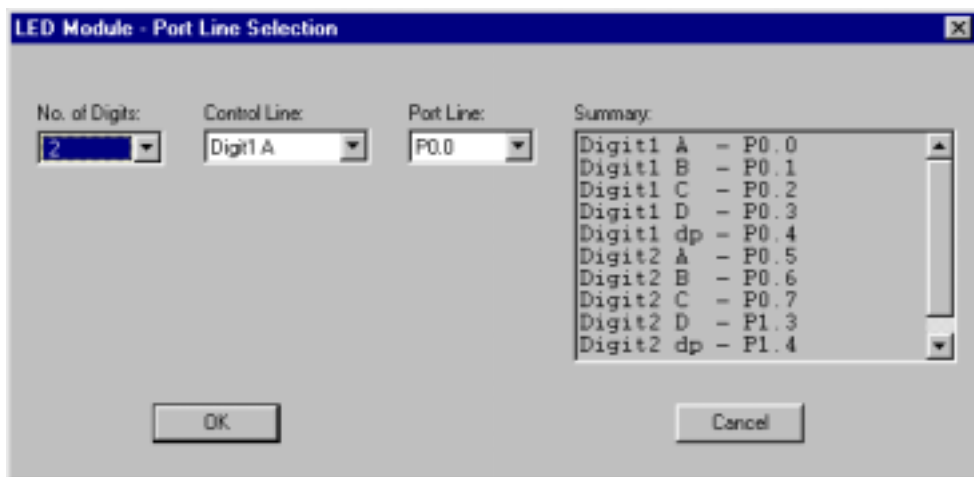 LED Module - Port Line Selection
No. of Digits: Control Line: Port Line: Summary:
2 Digit1 A P0.0
Digit1 A - P0.0
Digit1 B - P0.1
Digit1 C - P0.2
Digit1 D - P0.3
Digit1 dp - P0.4
Digit2 A - P0.5
Digit2 B - P0.6
Digit2 C - P0.7
Digit2 D - P1.3
Digit2 dp - P1.4
OK Cancel